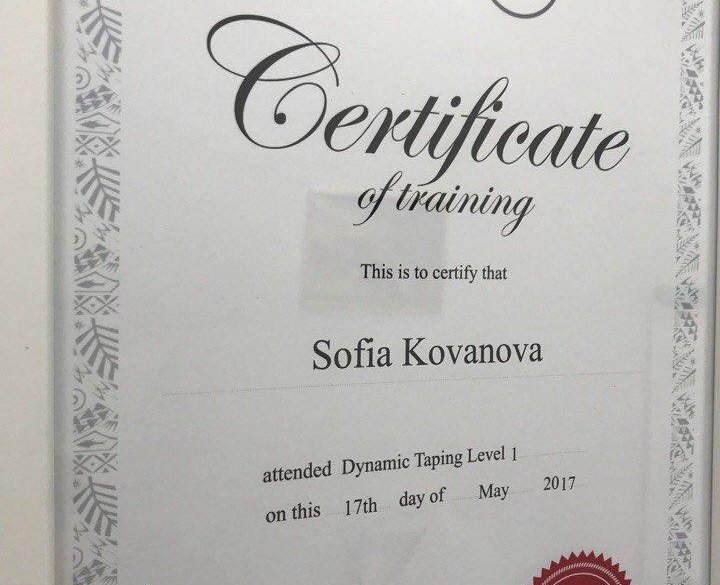 Certificate
of training
This is to certify that
Sofia Kovanova
attended Dynamic Taping Level 1
on this 17th day of May 2017